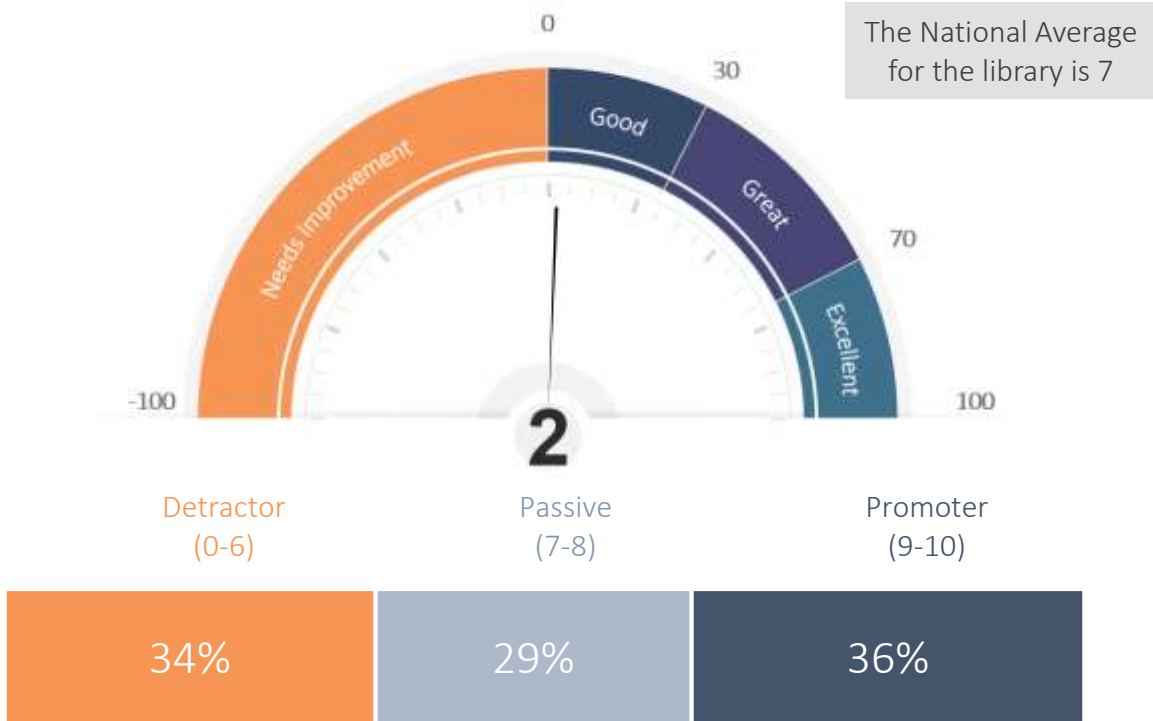 0
The National Average
for the library is 7
30
Good
Needs Improvement
Great
70
Excellent
-100
100
2
Detractor
(0-6)
Passive
(7-8)
Promoter
(9-10)
34%
29%
36%